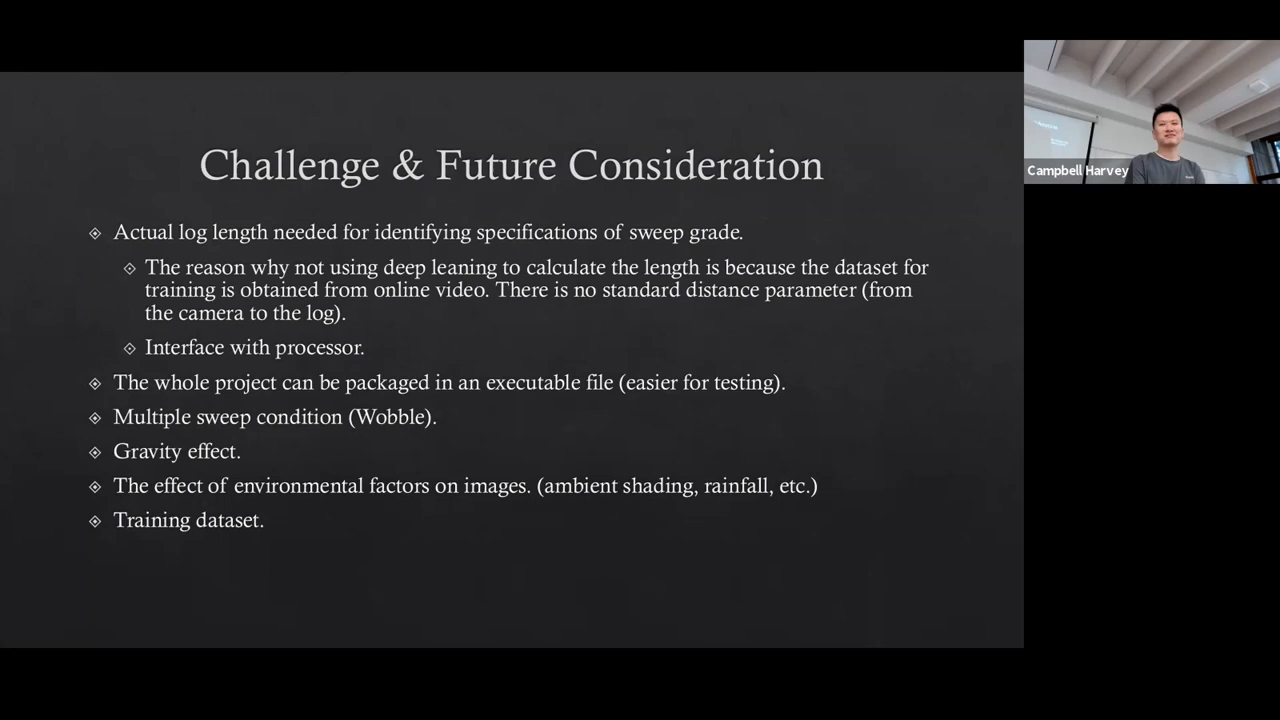 Challenge & Future Consideration
Actual log length needed for identifying specifications of sweep grade.
The reason why not using deep leaning to calculate the length is because the dataset for
training is obtained from online video. There is no standard distance parameter (from
the camera to the log).
Interface with processor.
The whole project can be packaged in an executable file (easier for testing).
Multiple sweep condition (Wobble).
Gravity effect.
The effect of environmental factors on images. (ambient shading, rainfall, etc.)
Training dataset.
Campbell Harvey